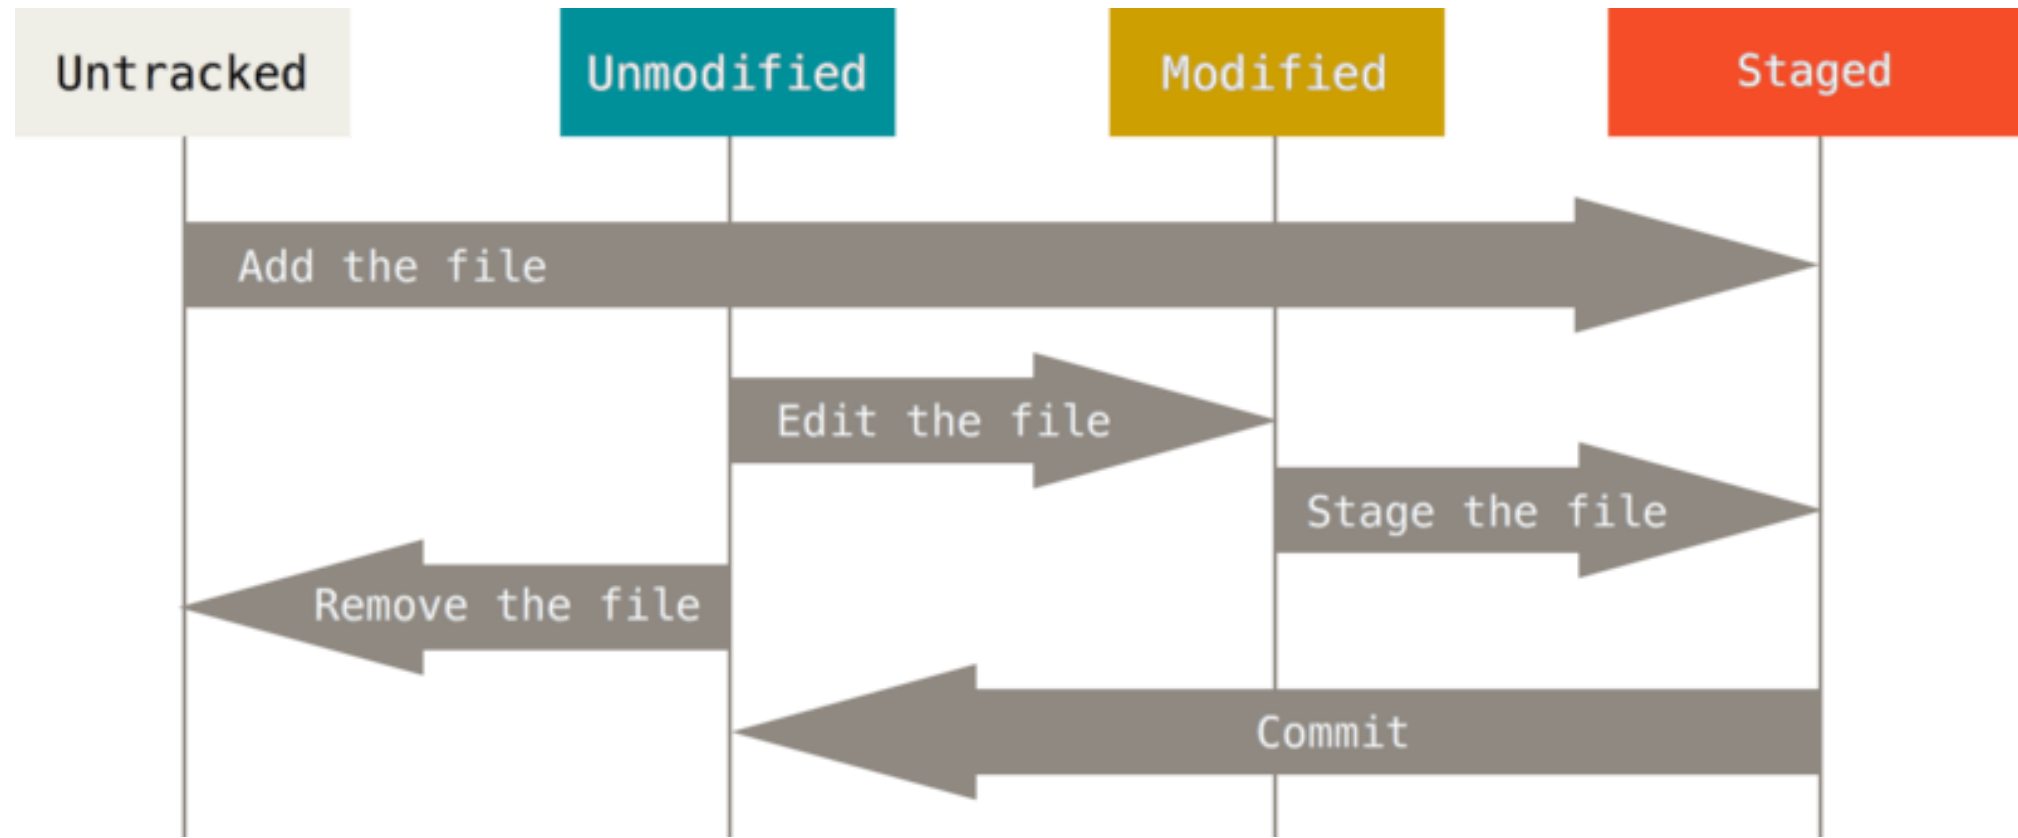 Untracked
Unmodified
Modified
Staged
Add the file
Edit the file
Stage the file
Remove the file
Commit